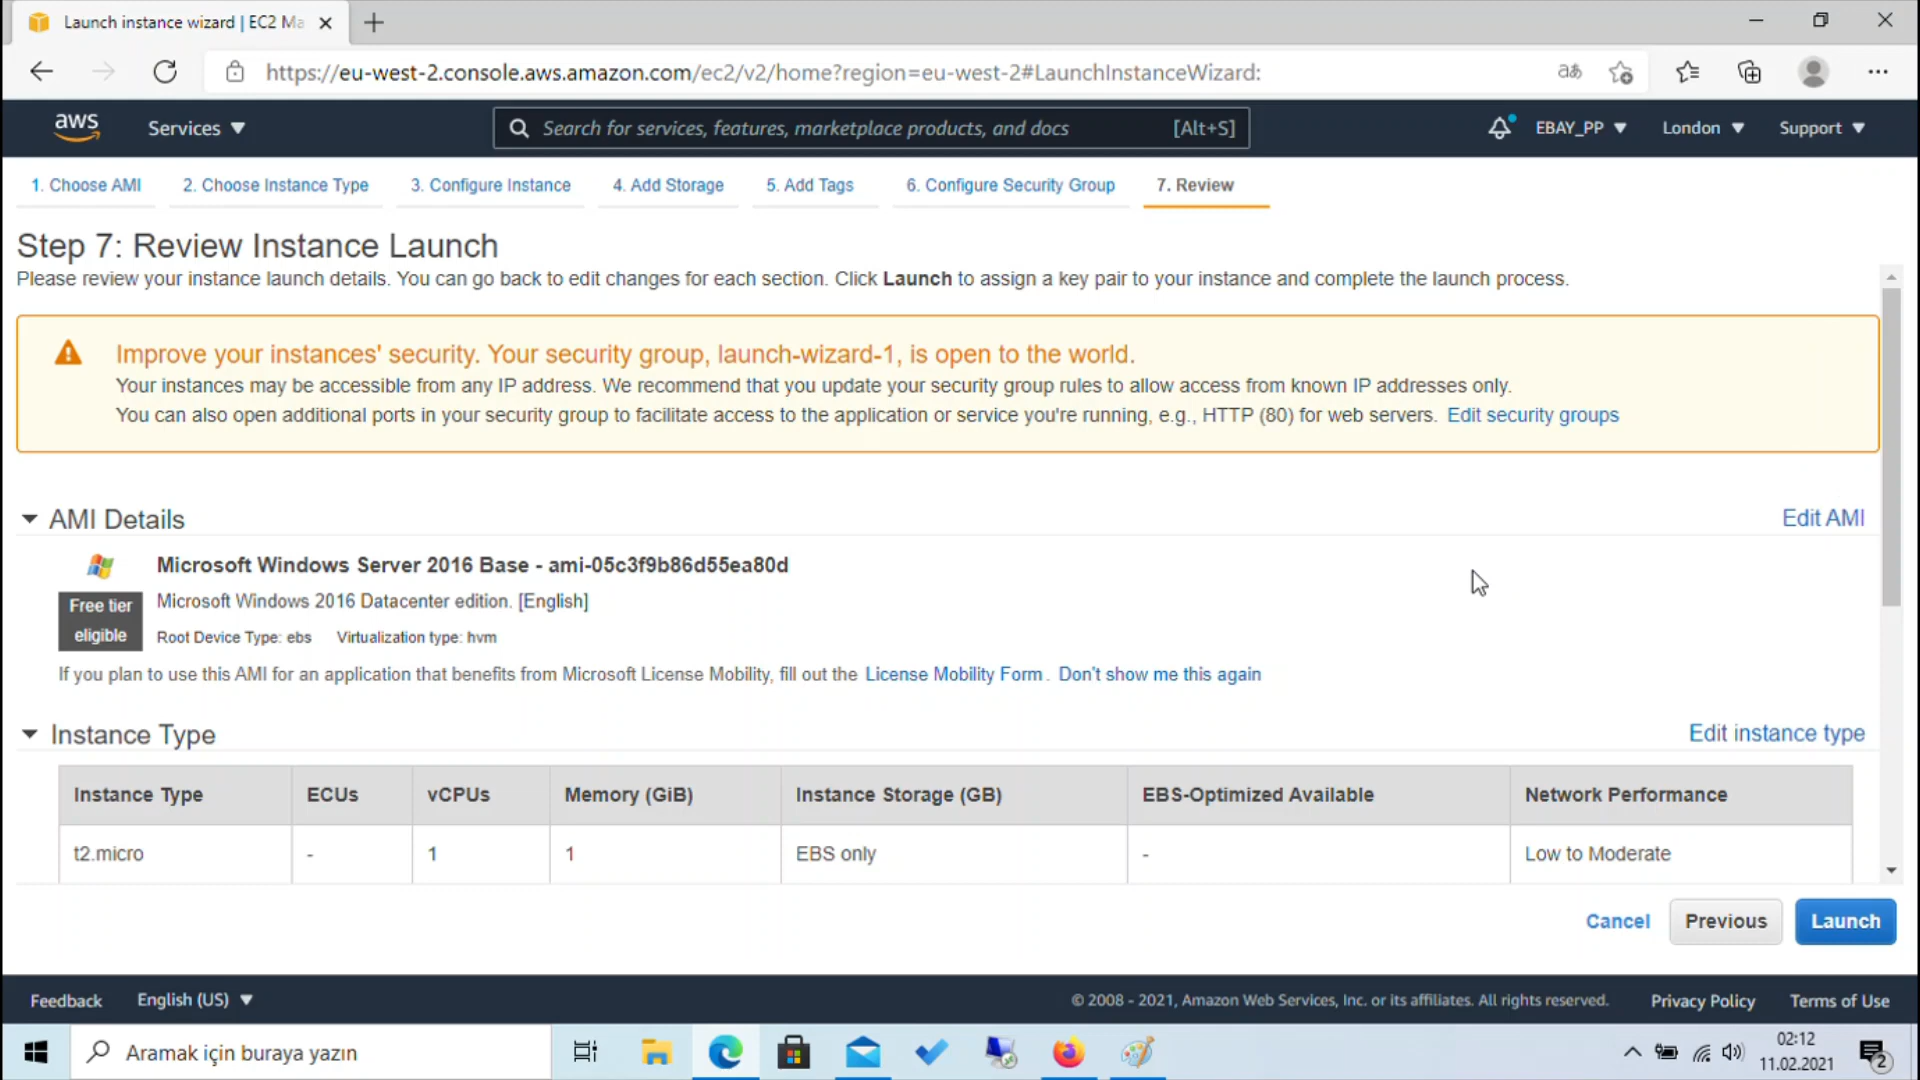 Launch instance wizard | EC2 Ma
https://eu-west-2.console.aws.amazon.com/ec2/v2/home?region=eu-west-2#LaunchInstanceWizard:
aあ
aws
Services
Search for services, features, marketplace products, and docs
[Alt+S]
EBAY_PP
London
Support
1. Choose AMI
2. Choose Instance Type
3. Configure Instance
4. Add Storage
5. Add Tags
6. Configure Security Group
7. Review
Step 7: Review Instance Launch
Please review your instance launch details. You can go back to edit changes for each section. Click Launch to assign a key pair to your instance and complete the launch process.
Improve your instances' security. Your security group, launch-wizard-1, is open to the world.
Your instances may be accessible from any IP address. We recommend that you update your security group rules to allow access from known IP addresses only.
You can also open additional ports in your security group to facilitate access to the application or service you're running, e.g., HTTP (80) for web servers. Edit security groups
AMI Details
Edit AMI
Microsoft Windows Server 2016 Base - ami-05c3f9b86d55ea80d
Free tier
eligible
Microsoft Windows 2016 Datacenter edition. [English]
Root Device Type: ebs Virtualization type: hvm
If you plan to use this AMI for an application that benefits from Microsoft License Mobility, fill out the License Mobility Form. Don't show me this again
Instance Type
Edit instance type
Instance Type ECUs vCPUs Memory (GiB) Instance Storage (GB) EBS-Optimized Available Network Performance
t2.micro - 1 1 EBS only - Low to Moderate
Cancel
Previous
Launch
Feedback
English (US)
© 2008 - 2021, Amazon Web Services, Inc. or its affiliates. All rights reserved.
Privacy Policy
Terms of Use
Aramak için buraya yazın
02:12
11.02.2021
2